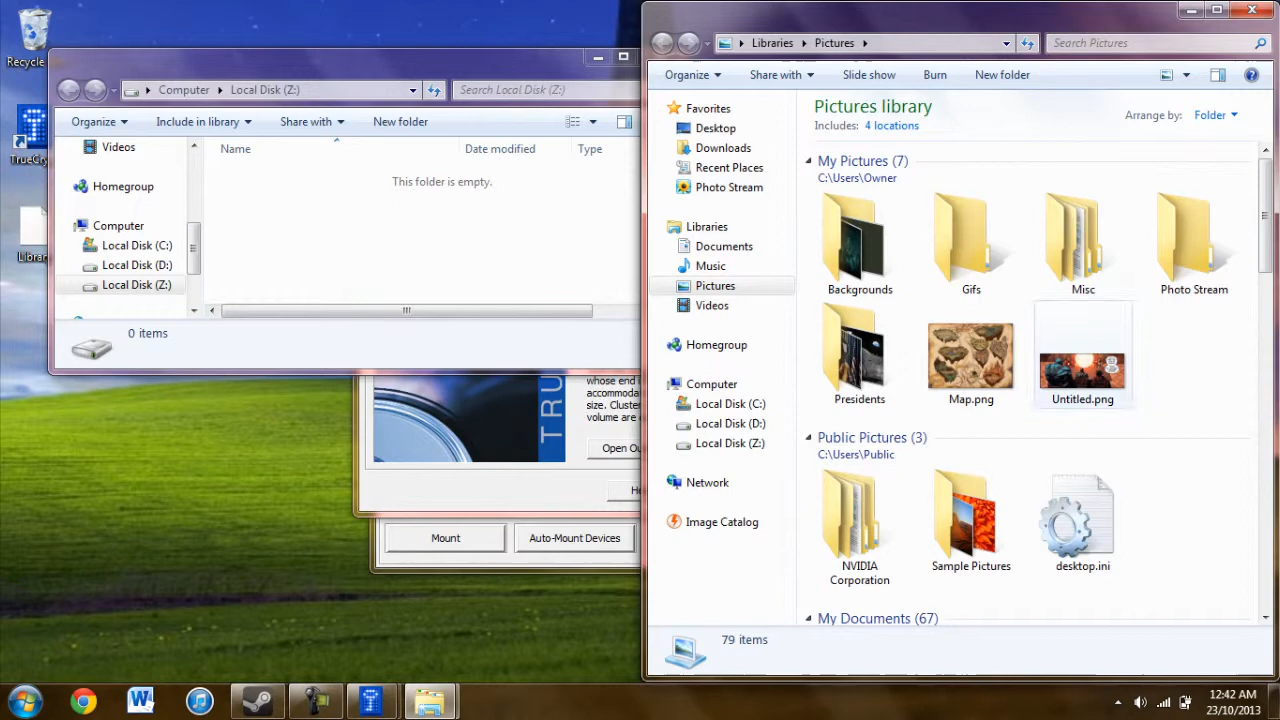 Recycle
TrueCry
Librar
Computer
Local Disk (Z:)
Search Local Disk (Z:)
Organize
Include in library
Share with
New folder
Videos
Homegroup
Computer
Local Disk (C:)
Local Disk (D:)
Local Disk (Z:)
Name
Date modified
Type
This folder is empty.
0 items
TRU
whose end i
accommodat
size. Cluster
volume are e
Open Ou
He
Mount
Auto-Mount Devices
Libraries
Pictures
Search Pictures
Organize
Share with
Slide show
Burn
New folder
Favorites
Desktop
Downloads
Recent Places
Photo Stream
Libraries
Documents
Music
Pictures
Videos
Homegroup
Computer
Local Disk (C:)
Local Disk (D:)
Local Disk (Z:)
Network
Image Catalog
Pictures library
Includes: 4 locations
Arrange by: Folder
My Pictures (7)
C:\Users\Owner
Backgrounds
Gifs
Misc
Photo Stream
Presidents
Map.png
Untitled.png
Public Pictures (3)
C:\Users\Public
NVIDIA
Corporation
Sample Pictures
desktop.ini
My Documents (67)
79 items
12:42 AM
23/10/2013